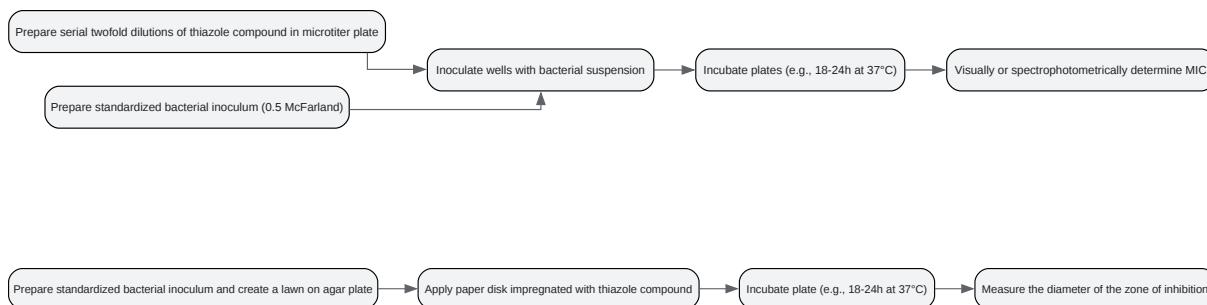 Prepare serial twofold dilutions of thiazole compound in microtiter plate
Inoculate wells with bacterial suspension
Incubate plates (e.g., 18-24h at 37°C)
Visually or spectrophotometrically determine MIC
Prepare standardized bacterial inoculum (0.5 McFarland)
Prepare standardized bacterial inoculum and create a lawn on agar plate
Apply paper disk impregnated with thiazole compound
Incubate plate (e.g., 18-24h at 37°C)
Measure the diameter of the zone of inhibition